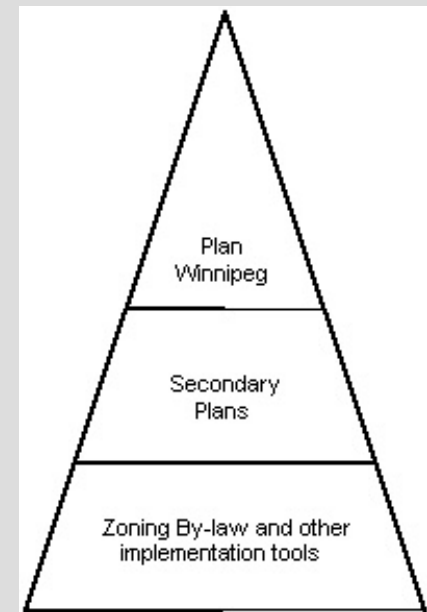 Plan
Winnipeg
Secondary
Plans
Zoning By-law and other
implementation tools